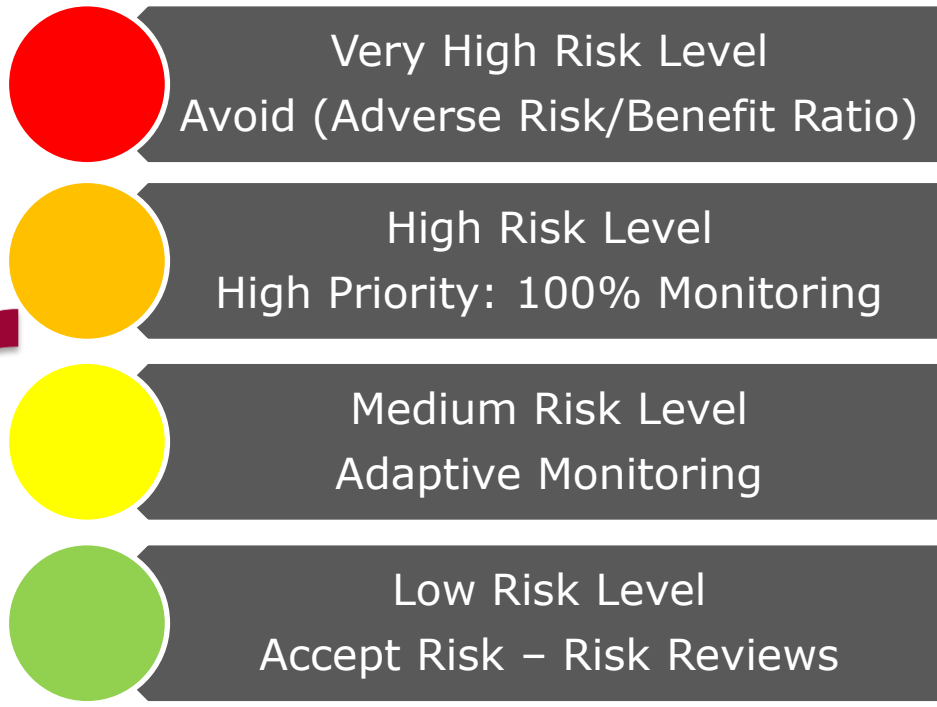 Very High Risk Level
Avoid (Adverse Risk/Benefit Ratio)
High Risk Level
High Priority: 100% Monitoring
Medium Risk Level
Adaptive Monitoring
Low Risk Level
Accept Risk – Risk Reviews